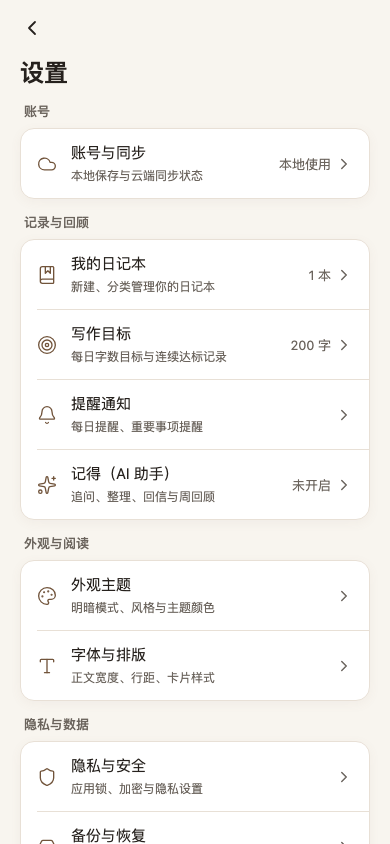 设置
账号
账号与同步
本地保存与云端同步状态
本地使用
记录与回顾
我的日记本
新建、分类管理你的日记本
1 本
写作目标
每日字数目标与连续达标记录
200 字
提醒通知
每日提醒、重要事项提醒
记得（AI 助手）
追问、整理、回信与周回顾
未开启
外观与阅读
外观主题
明暗模式、风格与主题颜色
字体与排版
正文宽度、行距、卡片样式
隐私与数据
隐私与安全
应用锁、加密与隐私设置
备份与恢复